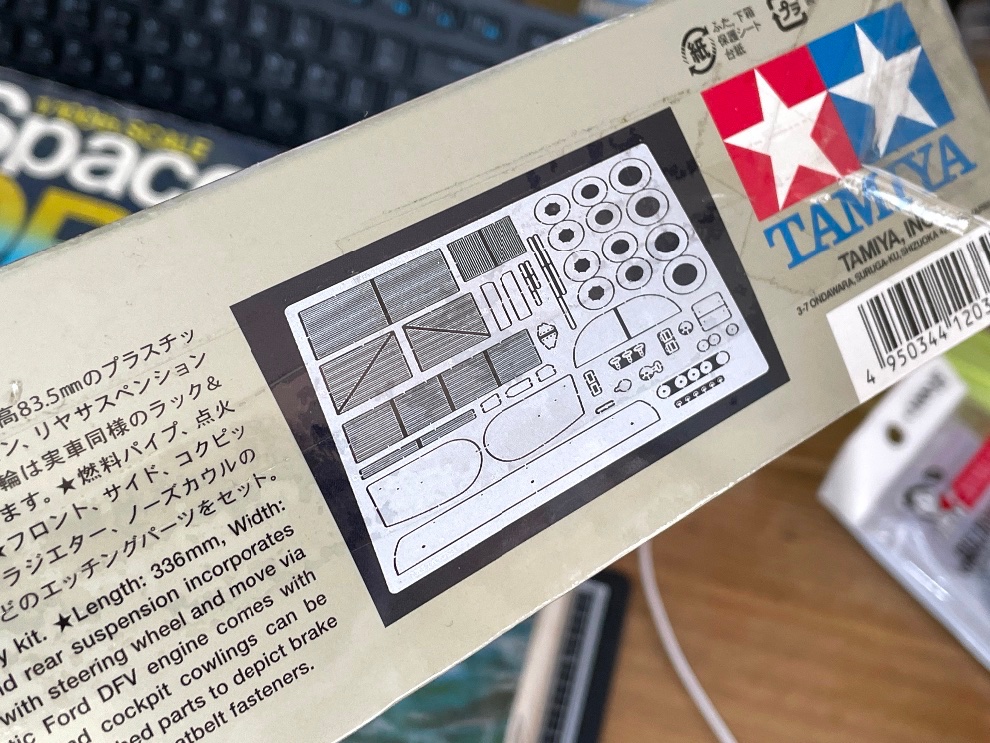 紙
ふた、下箱
保護シート
台紙
プラ
TAMIYA
TAMIYA, INC.
3-7 ONDAWARA, SURUGA-KU, SHIZUOKA
4 950344 1203
1/100th SCALE
Space
高83.5mmのプラスチッ
ン、リヤサスペンション
輪は実車同様のラック＆
ます。★燃料パイプ、点火
フロント、サイド、コクピッ
ラジエター、ノーズカウルの
どのエッチングパーツをセット。
y kit. ★Length: 336mm, Width:
nd rear suspension incorporates
with steering wheel and move via
tic Ford DFV engine comes with
nd cockpit cowlings can be
hed parts to depict brake
atbelt fasteners.